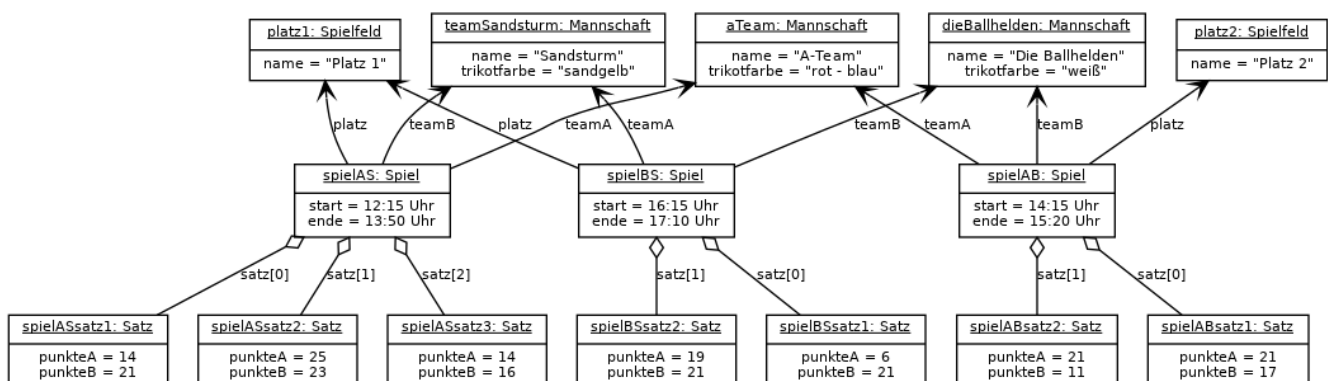 platz1: Spielfeld
name = "Platz 1"
teamSandsturm: Mannschaft
name = "Sandsturm"
trikotfarbe = "sandgelb"
aTeam: Mannschaft
name = "A-Team"
trikotfarbe = "rot - blau"
dieBallhelden: Mannschaft
name = "Die Ballhelden"
trikotfarbe = "weiß"
platz2: Spielfeld
name = "Platz 2"
platz
teamB
platz
teamA
teamA
teamB
teamA
teamB
platz
spielAS: Spiel
start = 12:15 Uhr
ende = 13:50 Uhr
spielBS: Spiel
start = 16:15 Uhr
ende = 17:10 Uhr
spielAB: Spiel
start = 14:15 Uhr
ende = 15:20 Uhr
satz[0]
satz[1]
satz[2]
satz[1]
satz[0]
satz[1]
satz[0]
spielASsatz1: Satz
punkteA = 14
punkteB = 21
spielASsatz2: Satz
punkteA = 25
punkteB = 23
spielASsatz3: Satz
punkteA = 14
punkteB = 16
spielBSsatz2: Satz
punkteA = 19
punkteB = 21
spielBSsatz1: Satz
punkteA = 6
punkteB = 21
spielABsatz2: Satz
punkteA = 21
punkteB = 11
spielABsatz1: Satz
punkteA = 21
punkteB = 17